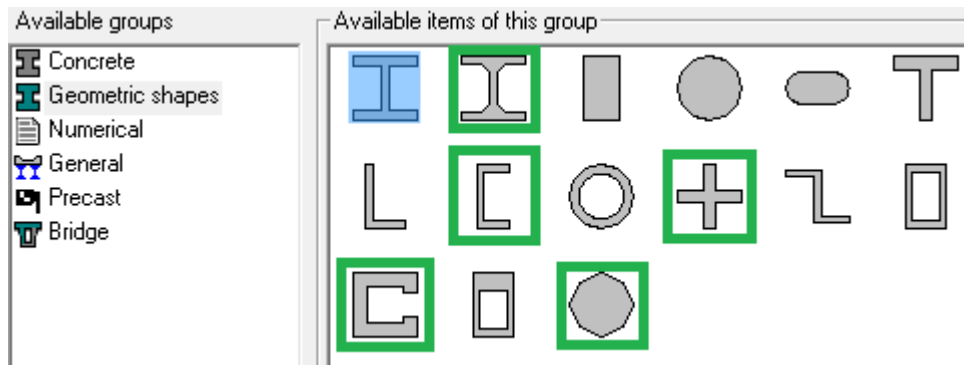 Available groups
Available items of this group
Concrete
Geometric shapes
Numerical
General
Precast
Bridge